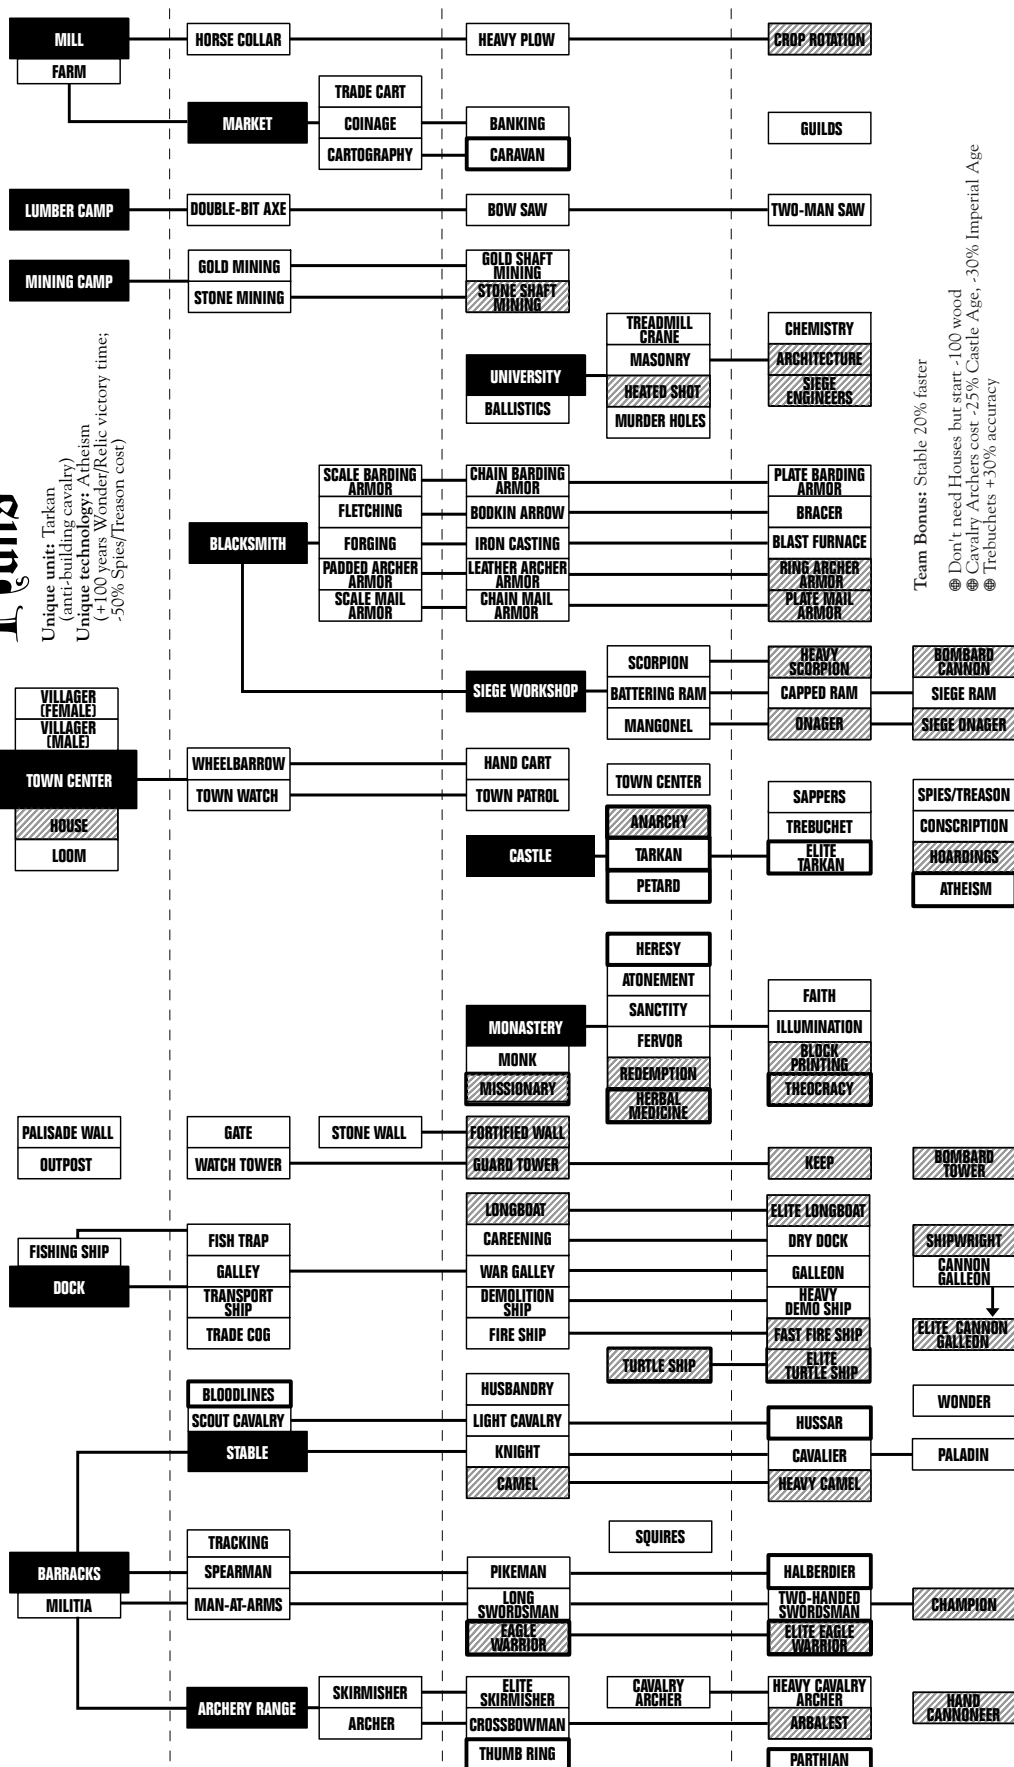 MILL
FARM
HORSE COLLAR
HEAVY PLOW
CROP ROTATION
MARKET
TRADE CART
COINAGE
CARTOGRAPHY
BANKING
CARAVAN
GUILDS
LUMBER CAMP
DOUBLE-BIT AXE
BOW SAW
TWO-MAN SAW
MINING CAMP
GOLD MINING
STONE MINING
GOLD SHAFT
MINING
STONE SHAFT
MINING
UNIVERSITY
BALLISTICS
TREADMILL
CRANE
MASONRY
HEATED SHOT
MURDER HOLES
CHEMISTRY
ARCHITECTURE
SIEGE
ENGINEERS
Huns
Unique unit: Tarkan
(anti-building cavalry)
Unique technology: Atheism
(+100 years Wonder/Relic victory time;
-50% Spies/Treason cost)
Team Bonus: Stable 20% faster
Don't need Houses but start -100 wood
Cavalry Archers cost -25% Castle Age, -30% Imperial Age
Trebuchets +30% accuracy
BLACKSMITH
SCALE BARDING
ARMOR
FLETCHING
FORGING
PADDED ARCHER
ARMOR
SCALE MAIL
ARMOR
CHAIN BARDING
ARMOR
BODKIN ARROW
IRON CASTING
LEATHER ARCHER
ARMOR
CHAIN MAIL
ARMOR
PLATE BARDING
ARMOR
BRACER
BLAST FURNACE
RING ARCHER
ARMOR
PLATE MAIL
ARMOR
SIEGE WORKSHOP
SCORPION
BATTERING RAM
MANGONEL
HEAVY
SCORPION
CAPPED RAM
ONAGER
BOMBARD
CANNON
SIEGE RAM
SIEGE ONAGER
VILLAGER
(FEMALE)
VILLAGER
(MALE)
TOWN CENTER
HOUSE
LOOM
WHEELBARROW
TOWN WATCH
HAND CART
TOWN PATROL
TOWN CENTER
CASTLE
ANARCHY
TARKAN
PETARD
SAPPERS
TREBUCHET
ELITE
TARKAN
SPIES/TREASON
CONSCRIPTION
HOARDINGS
ATHEISM
MONASTERY
MONK
MISSIONARY
HERESY
ATONEMENT
SANCTITY
FERVOR
REDEMPTION
HERBAL
MEDICINE
FAITH
ILLUMINATION
BLOCK
PRINTING
THEOCRACY
PALISADE WALL
OUTPOST
GATE
WATCH TOWER
STONE WALL
FORTIFIED WALL
GUARD TOWER
KEEP
BOMBARD
TOWER
FISHING SHIP
DOCK
FISH TRAP
GALLEY
TRANSPORT
SHIP
TRADE COG
LONGBOAT
CAREENING
WAR GALLEY
DEMOLITION
SHIP
FIRE SHIP
TURTLE SHIP
ELITE LONGBOAT
DRY DOCK
GALLEON
HEAVY
DEMO SHIP
FAST FIRE SHIP
ELITE
TURTLE SHIP
SHIPWRIGHT
CANNON
GALLEON
ELITE CANNON
GALLEON
WONDER
BLOODLINES
SCOUT CAVALRY
STABLE
HUSBANDRY
LIGHT CAVALRY
KNIGHT
CAMEL
HUSSAR
CAVALIER
HEAVY CAMEL
PALADIN
BARRACKS
MILITIA
TRACKING
SPEARMAN
MAN-AT-ARMS
SQUIRES
PIKEMAN
LONG
SWORDSMAN
EAGLE
WARRIOR
HALBERDIER
TWO-HANDED
SWORDSMAN
ELITE EAGLE
WARRIOR
CHAMPION
ARCHERY RANGE
SKIRMISHER
ARCHER
ELITE
SKIRMISHER
CROSSBOWMAN
THUMB RING
CAVALRY
ARCHER
HEAVY CAVALRY
ARCHER
ARBALEST
PARTHIAN
HAND
CANNONEER